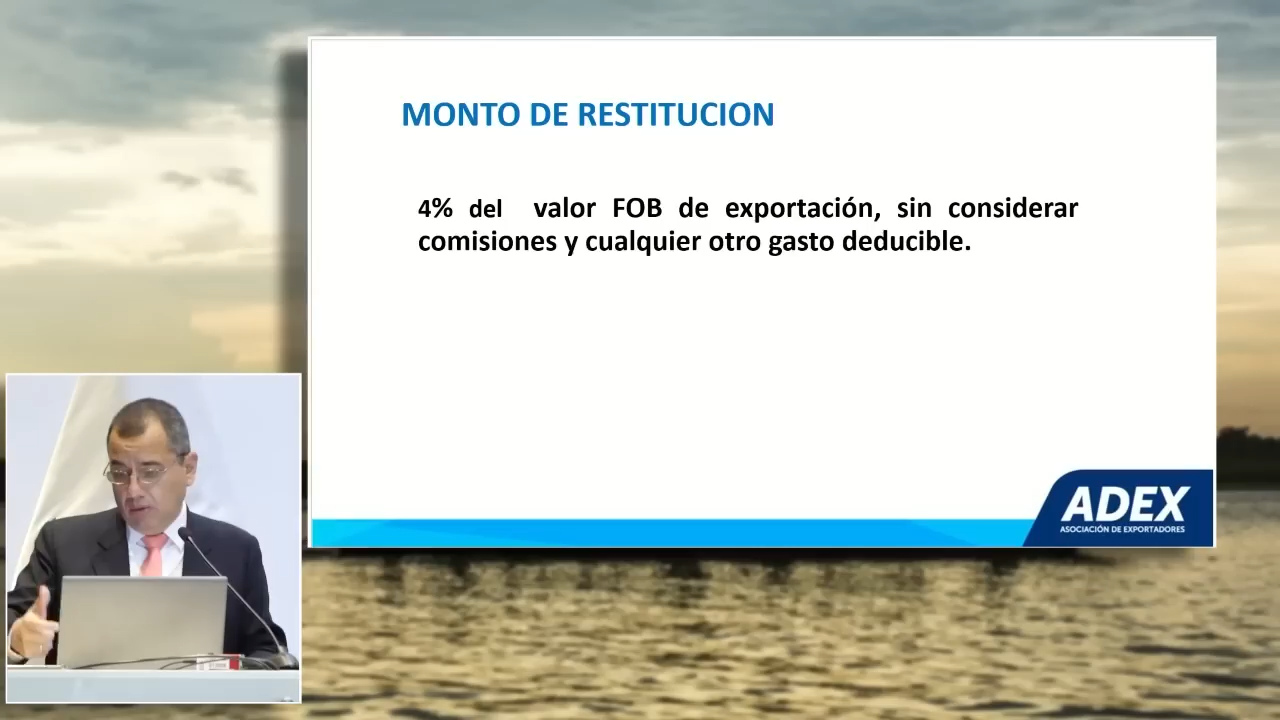 MONTO DE RESTITUCION
4% del valor FOB de exportación, sin considerar
comisiones y cualquier otro gasto deducible.
ADEX
ASOCIACIÓN DE EXPORTADORES